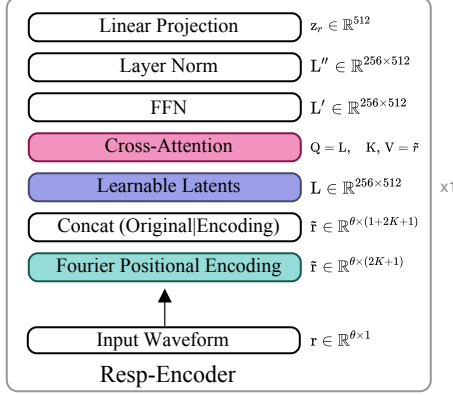 Linear Projection z_r ∈ ℝ^{512}
Layer Norm L″ ∈ ℝ^{256×512}
FFN L′ ∈ ℝ^{256×512}
Cross-Attention Q = L, K, V = r̃
Learnable Latents L ∈ ℝ^{256×512}
x1
Concat (Original|Encoding) r̃ ∈ ℝ^{θ×(1+2K+1)}
Fourier Positional Encoding r̃ ∈ ℝ^{θ×(2K+1)}
Input Waveform r ∈ ℝ^{θ×1}
Resp-Encoder